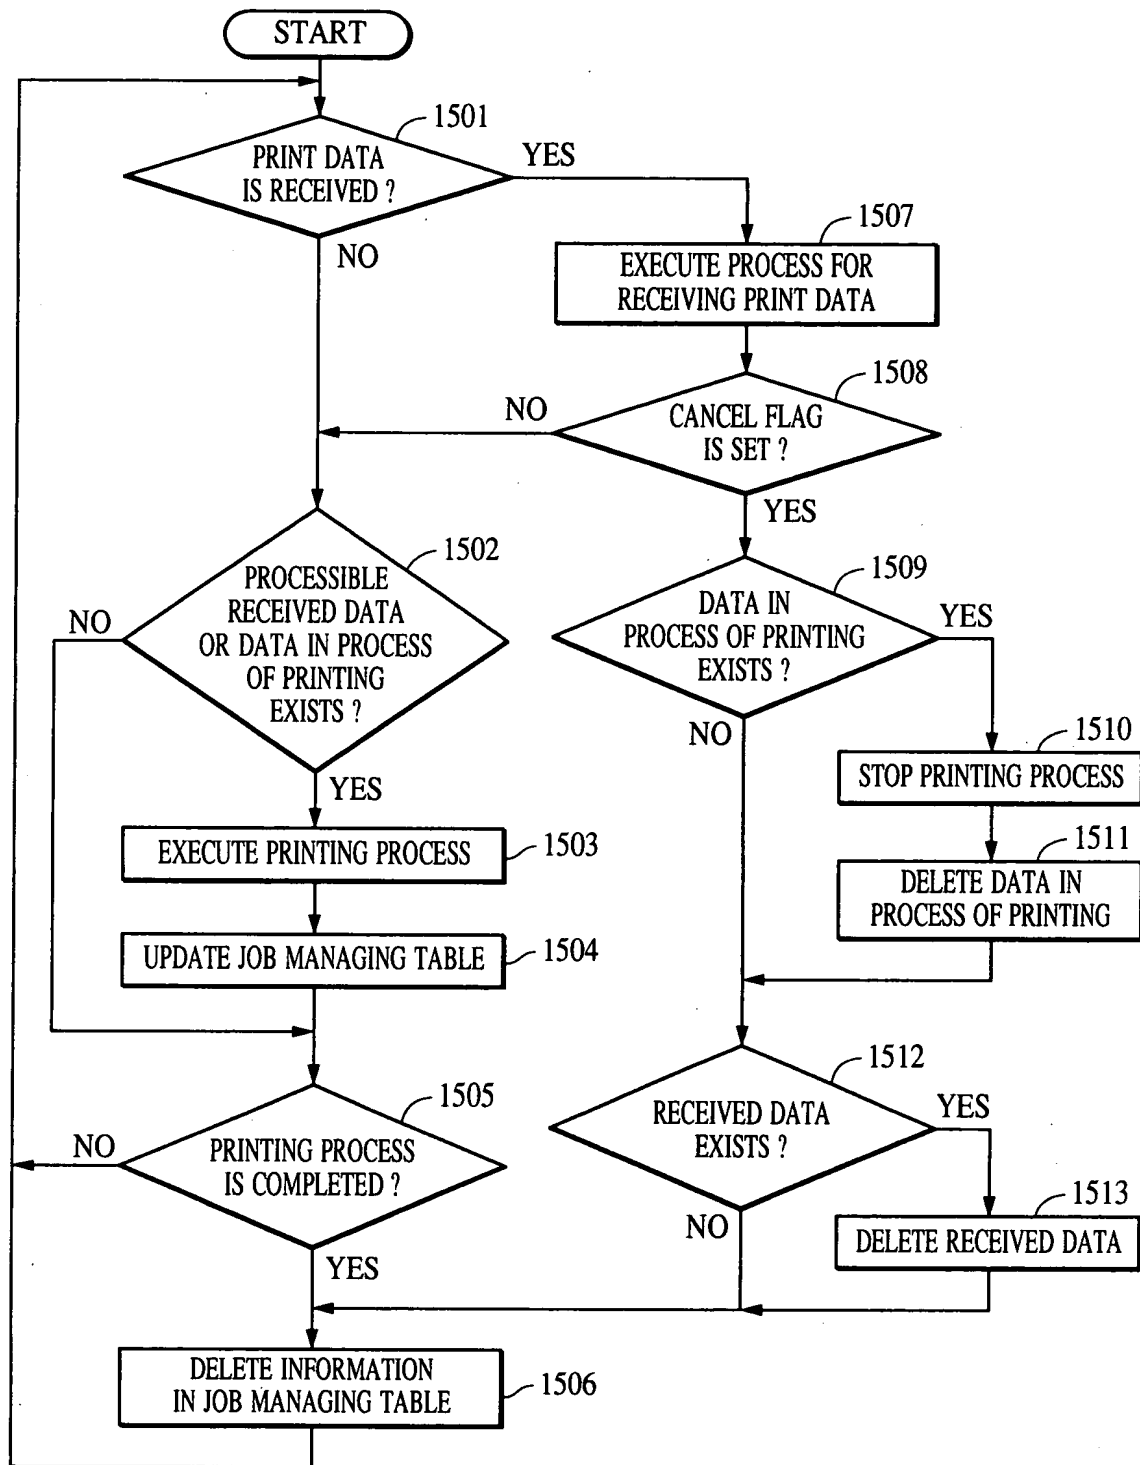 START
1501
PRINT DATA
IS RECEIVED ?
YES
NO
1507
EXECUTE PROCESS FOR
RECEIVING PRINT DATA
1508
CANCEL FLAG
IS SET ?
NO
YES
1502
PROCESSIBLE
RECEIVED DATA
OR DATA IN PROCESS
OF PRINTING
EXISTS ?
NO
YES
1509
DATA IN
PROCESS OF PRINTING
EXISTS ?
YES
NO
1510
STOP PRINTING PROCESS
1503
EXECUTE PRINTING PROCESS
1511
DELETE DATA IN
PROCESS OF PRINTING
1504
UPDATE JOB MANAGING TABLE
1512
RECEIVED DATA
EXISTS ?
YES
NO
1505
PRINTING PROCESS
IS COMPLETED ?
NO
YES
1513
DELETE RECEIVED DATA
1506
DELETE INFORMATION
IN JOB MANAGING TABLE